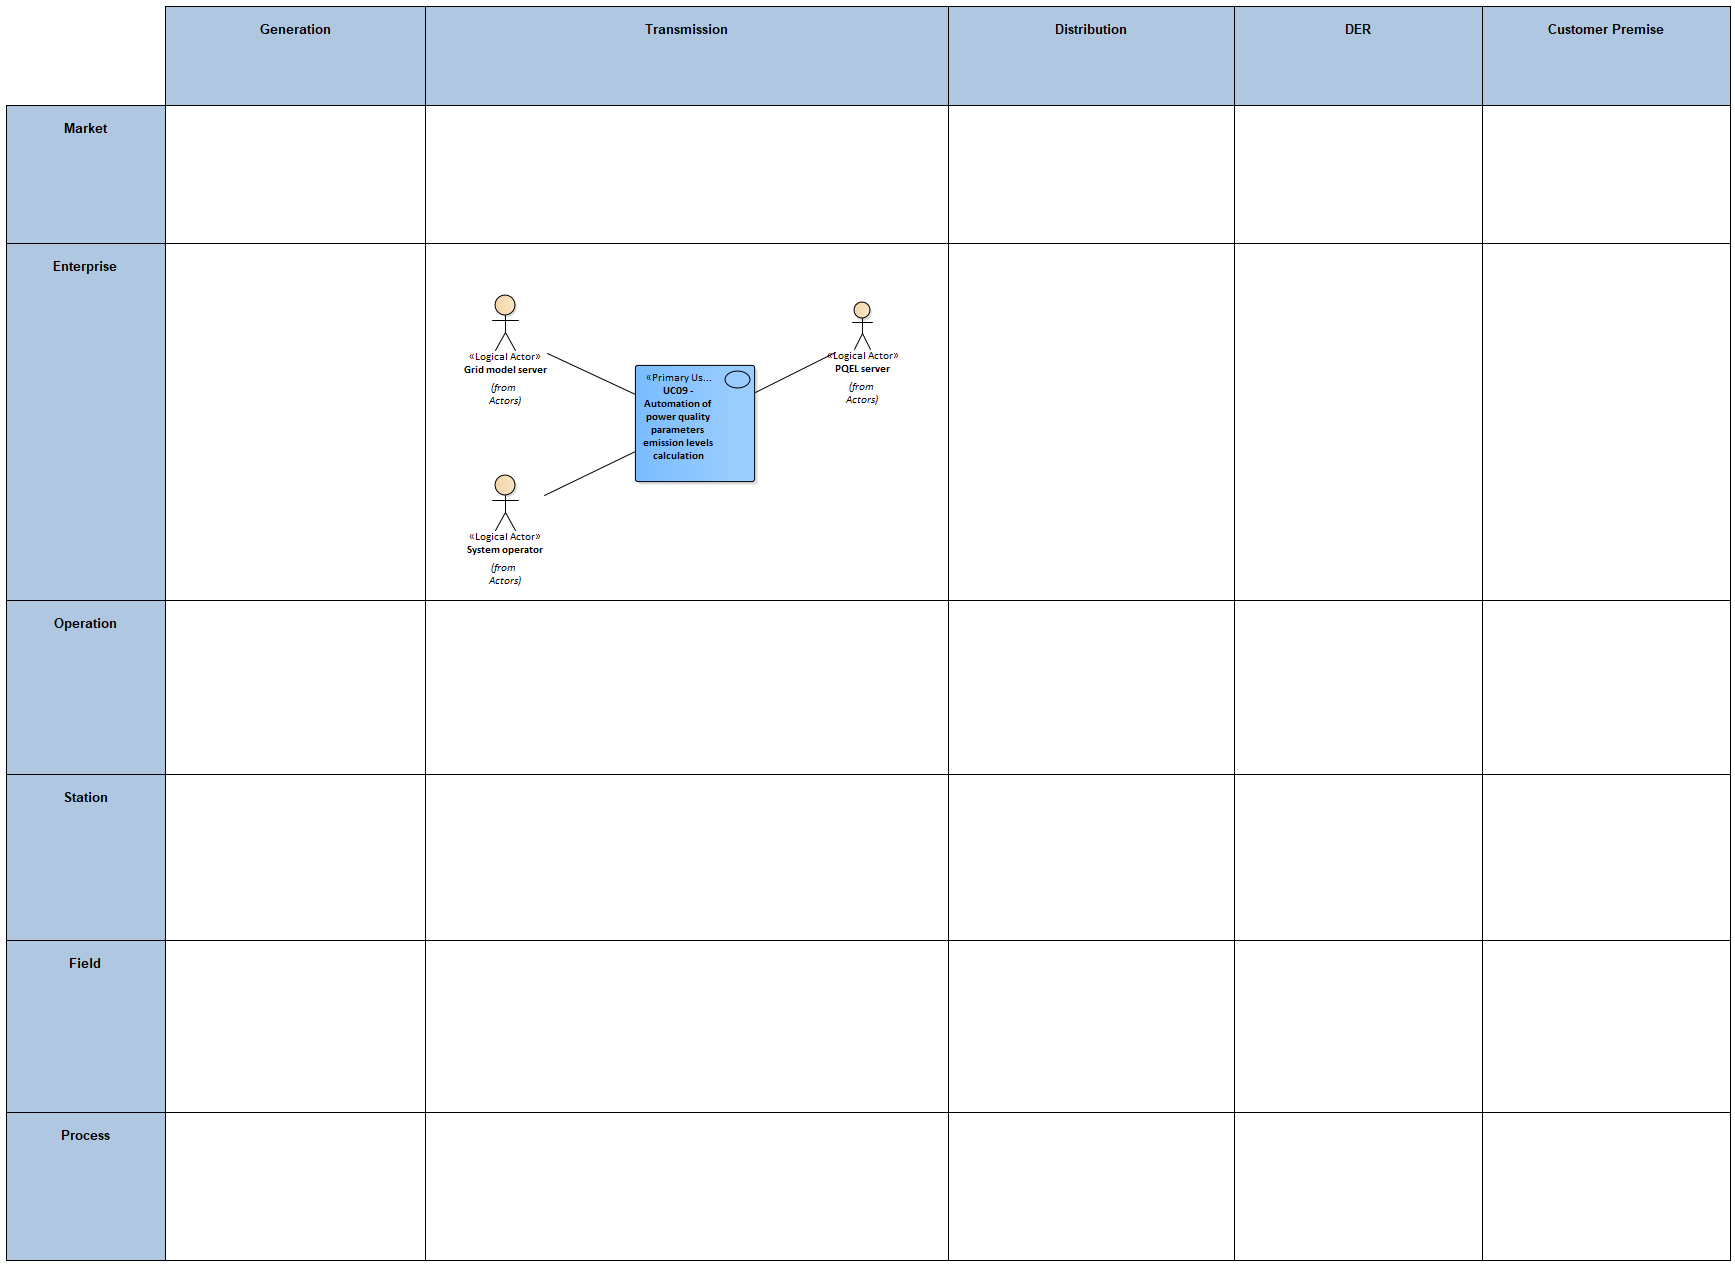 Generation
Transmission
Distribution
DER
Customer Premise
Market
Enterprise
«Logical Actor»
Grid model server
(from
Actors)
«Primary Us...
UC09 -
Automation of
power quality
parameters
emission levels
calculation
«Logical Actor»
PQEL server
(from
Actors)
«Logical Actor»
System operator
(from
Actors)
Operation
Station
Field
Process